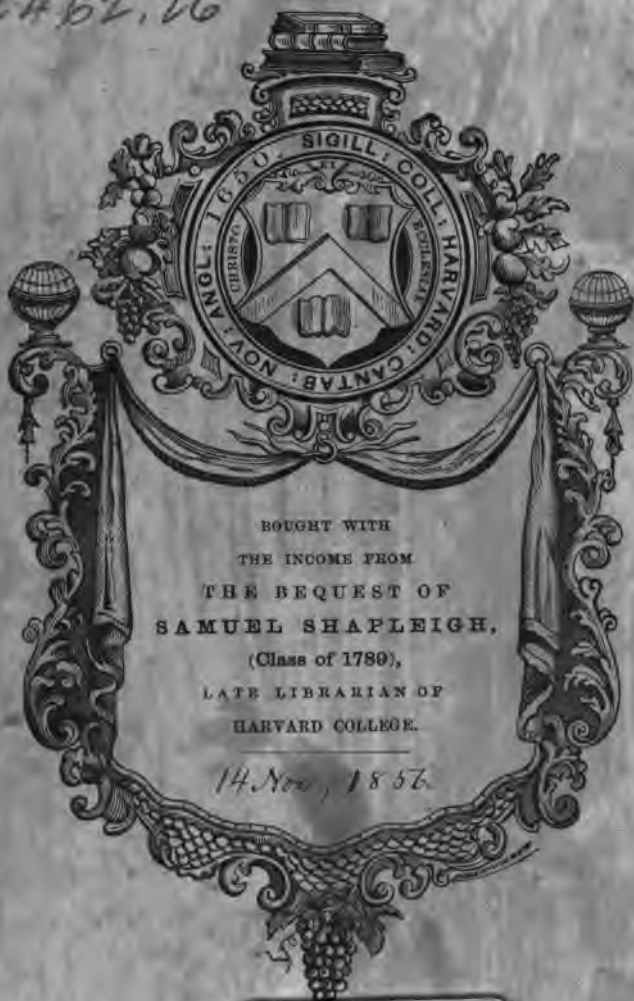 SIGILL: COLL: HARVARD: CANTAB: NOV: ANGL: 1650.
CHRISTO
ET
ECCLESIAE
BOUGHT WITH
THE INCOME FROM
THE BEQUEST OF
SAMUEL SHAPLEIGH,
(Class of 1789),
LATE LIBRARIAN OF
HARVARD COLLEGE.
14 Nov, 1856